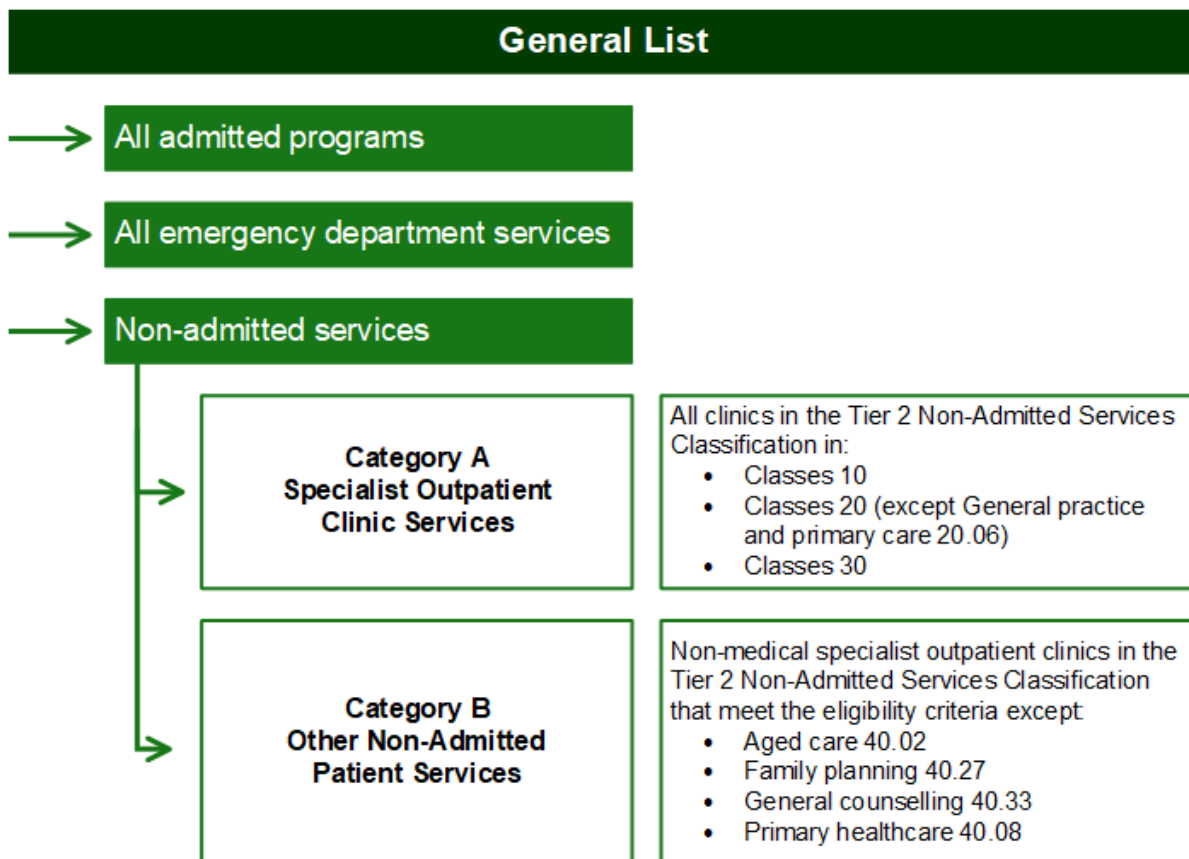 General List
All admitted programs
All emergency department services
Non-admitted services
Category A
Specialist Outpatient
Clinic Services
All clinics in the Tier 2 Non-Admitted Services
Classification in:
• Classes 10
• Classes 20 (except General practice
and primary care 20.06)
• Classes 30
Category B
Other Non-Admitted
Patient Services
Non-medical specialist outpatient clinics in the
Tier 2 Non-Admitted Services Classification
that meet the eligibility criteria except:
• Aged care 40.02
• Family planning 40.27
• General counselling 40.33
• Primary healthcare 40.08